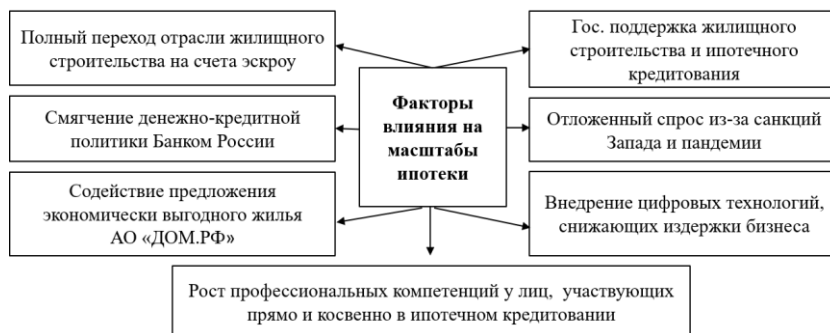 Полный переход отрасли жилищного
строительства на счета эскроу
Гос. поддержка жилищного
строительства и ипотечного
кредитования
Факторы
влияния на
масштабы
ипотеки
Смягчение денежно-кредитной
политики Банком России
Отложенный спрос из-за санкций
Запада и пандемии
Содействие предложения
экономически выгодного жилья
АО «ДОМ.РФ»
Внедрение цифровых технологий,
снижающих издержки бизнеса
Рост профессиональных компетенций у лиц, участвующих
прямо и косвенно в ипотечном кредитовании